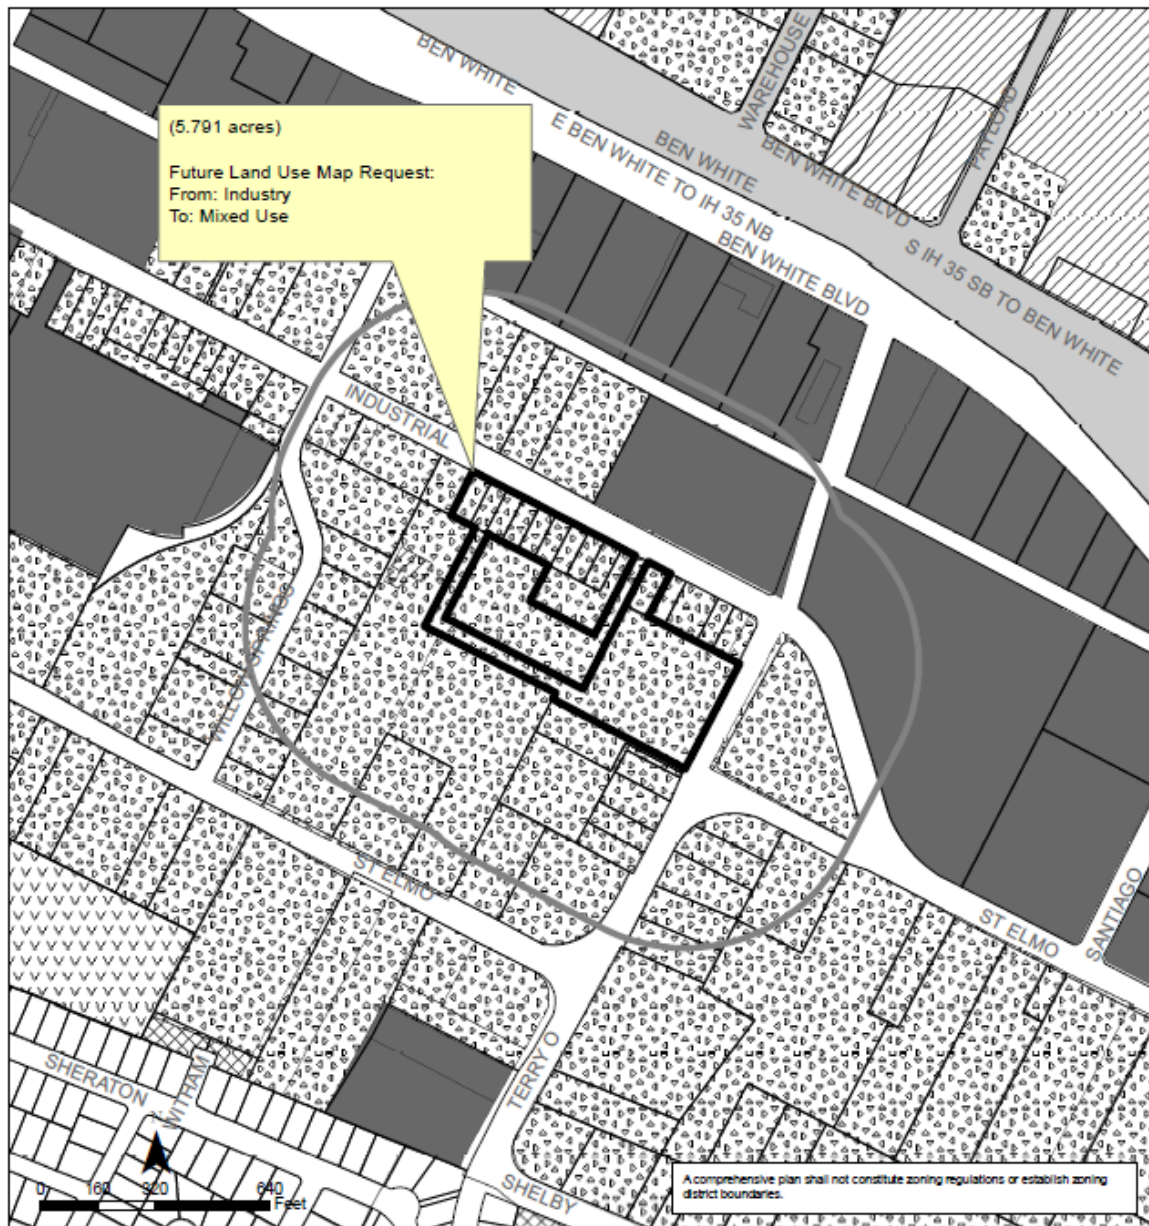 BEN WHITE
WAREHOUSE
PAYLOAD
(5.791 acres)
Future Land Use Map Request:
From: Industry
To: Mixed Use
E BEN WHITE TO IH 35 NB
BEN WHITE
BEN WHITE BLVD
S IH 35 SB TO BEN WHITE
BEN WHITE BLVD
INDUSTRIAL
WILLOW SPRINGS
ST ELMO
ST ELMO
SANTIAGO
TERRY O
SHERATON
WITHAM
SHELBY
0 160 320 640
Feet
A comprehensive plan shall not constitute zoning regulations or establish zoning
district boundaries.